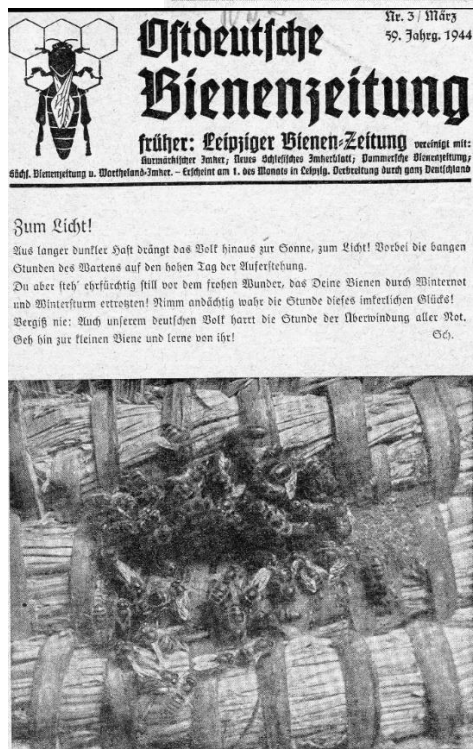 Nr. 3 / März
59. Jahrg. 1944
Ostdeutsche
Bienenzeitung
früher: Leipziger Bienen-Zeitung vereinigt mit:
Kurmärkischer Imker; Neues Schlesisches Imkerblatt; Pommersche Bienenzeitung;
Sächs. Bienenzeitung u. Wartheland-Imker. – Erscheint am 1. des Monats in Leipzig. Verbreitung durch ganz Deutschland
Zum Licht!
Aus langer dunkler Haft drängt das Volk hinaus zur Sonne, zum Licht! Vorbei die bangen
Stunden des Wartens auf den hohen Tag der Auferstehung.
Du aber steh' ehrfürchtig still vor dem frohen Wunder, das Deine Bienen durch Winternot
und Wintersturm ertrotzten! Nimm andächtig wahr die Stunde dieses imkerlichen Glücks!
Vergiß nie: Auch unserem deutschen Volk harrt die Stunde der Überwindung aller Not.
Geh hin zur kleinen Biene und lerne von ihr! Sch.